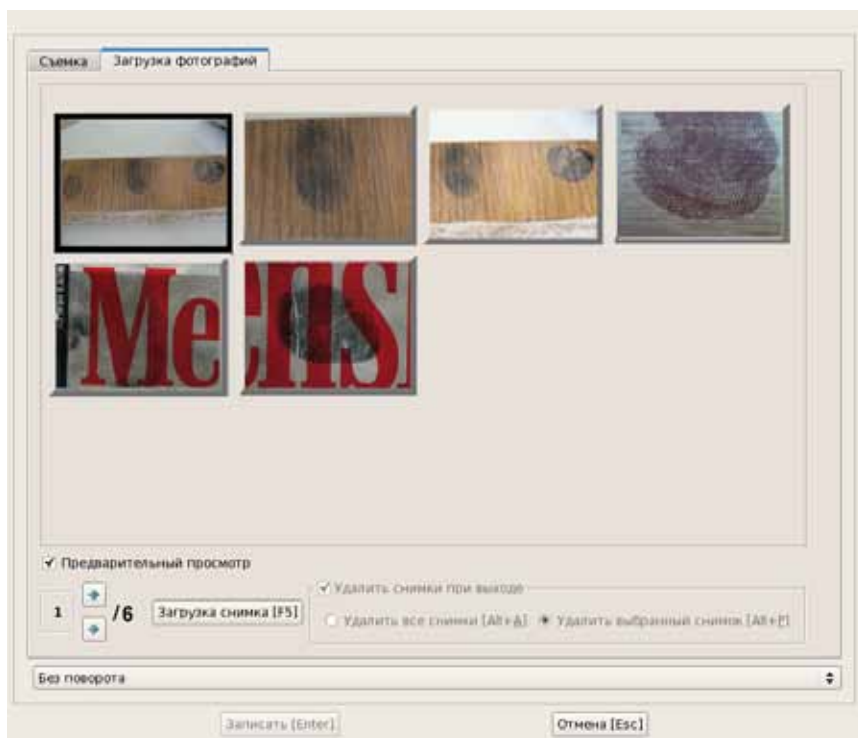 Съемка Загрузка фотографий
Me
Предварительный просмотр
Удалить снимки при выходе
1 /6 Загрузка снимка [F5]
Удалить все снимки [Alt+A] Удалить выбранный снимок [Alt+P]
Без поворота
Записать [Enter] Отмена [Esc]